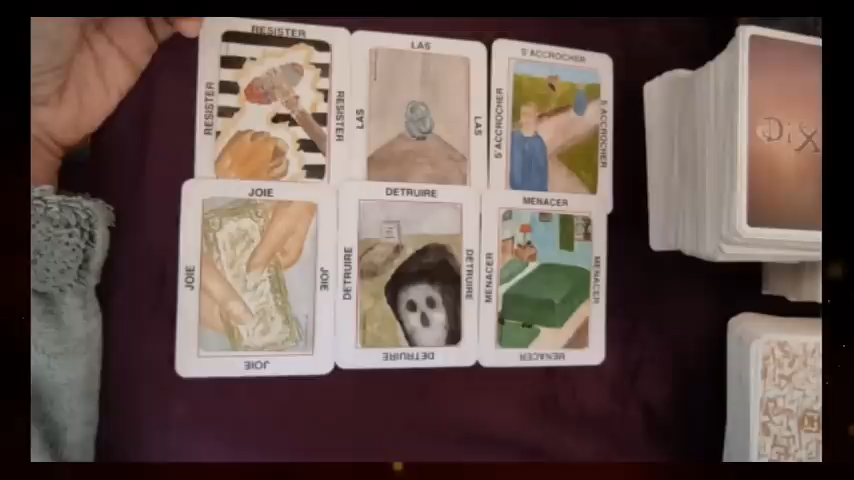 RESISTER
RESISTER
RESISTER
LAS
LAS
LAS
S'ACCROCHER
S'ACCROCHER
S'ACCROCHER
JOIE
JOIE
JOIE
JOIE
DETRUIRE
DETRUIRE
DETRUIRE
DETRUIRE
MENACER
MENACER
MENACER
MENACER
DiX